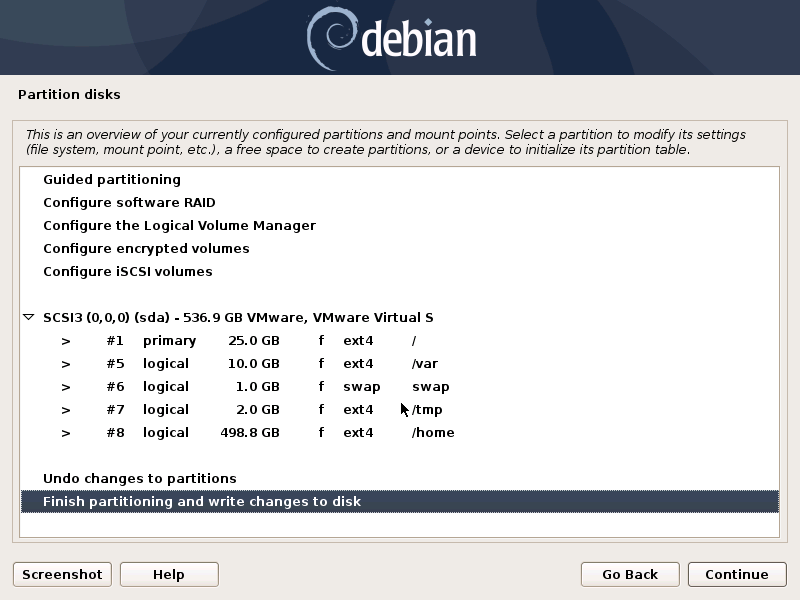 debian
Partition disks
This is an overview of your currently configured partitions and mount points. Select a partition to modify its settings
(file system, mount point, etc.), a free space to create partitions, or a device to initialize its partition table.
Guided partitioning
Configure software RAID
Configure the Logical Volume Manager
Configure encrypted volumes
Configure iSCSI volumes
SCSI3 (0,0,0) (sda) - 536.9 GB VMware, VMware Virtual S
> #1 primary 25.0 GB f ext4 /
> #5 logical 10.0 GB f ext4 /var
> #6 logical 1.0 GB f swap swap
> #7 logical 2.0 GB f ext4 /tmp
> #8 logical 498.8 GB f ext4 /home
Undo changes to partitions
Finish partitioning and write changes to disk
Screenshot Help Go Back Continue